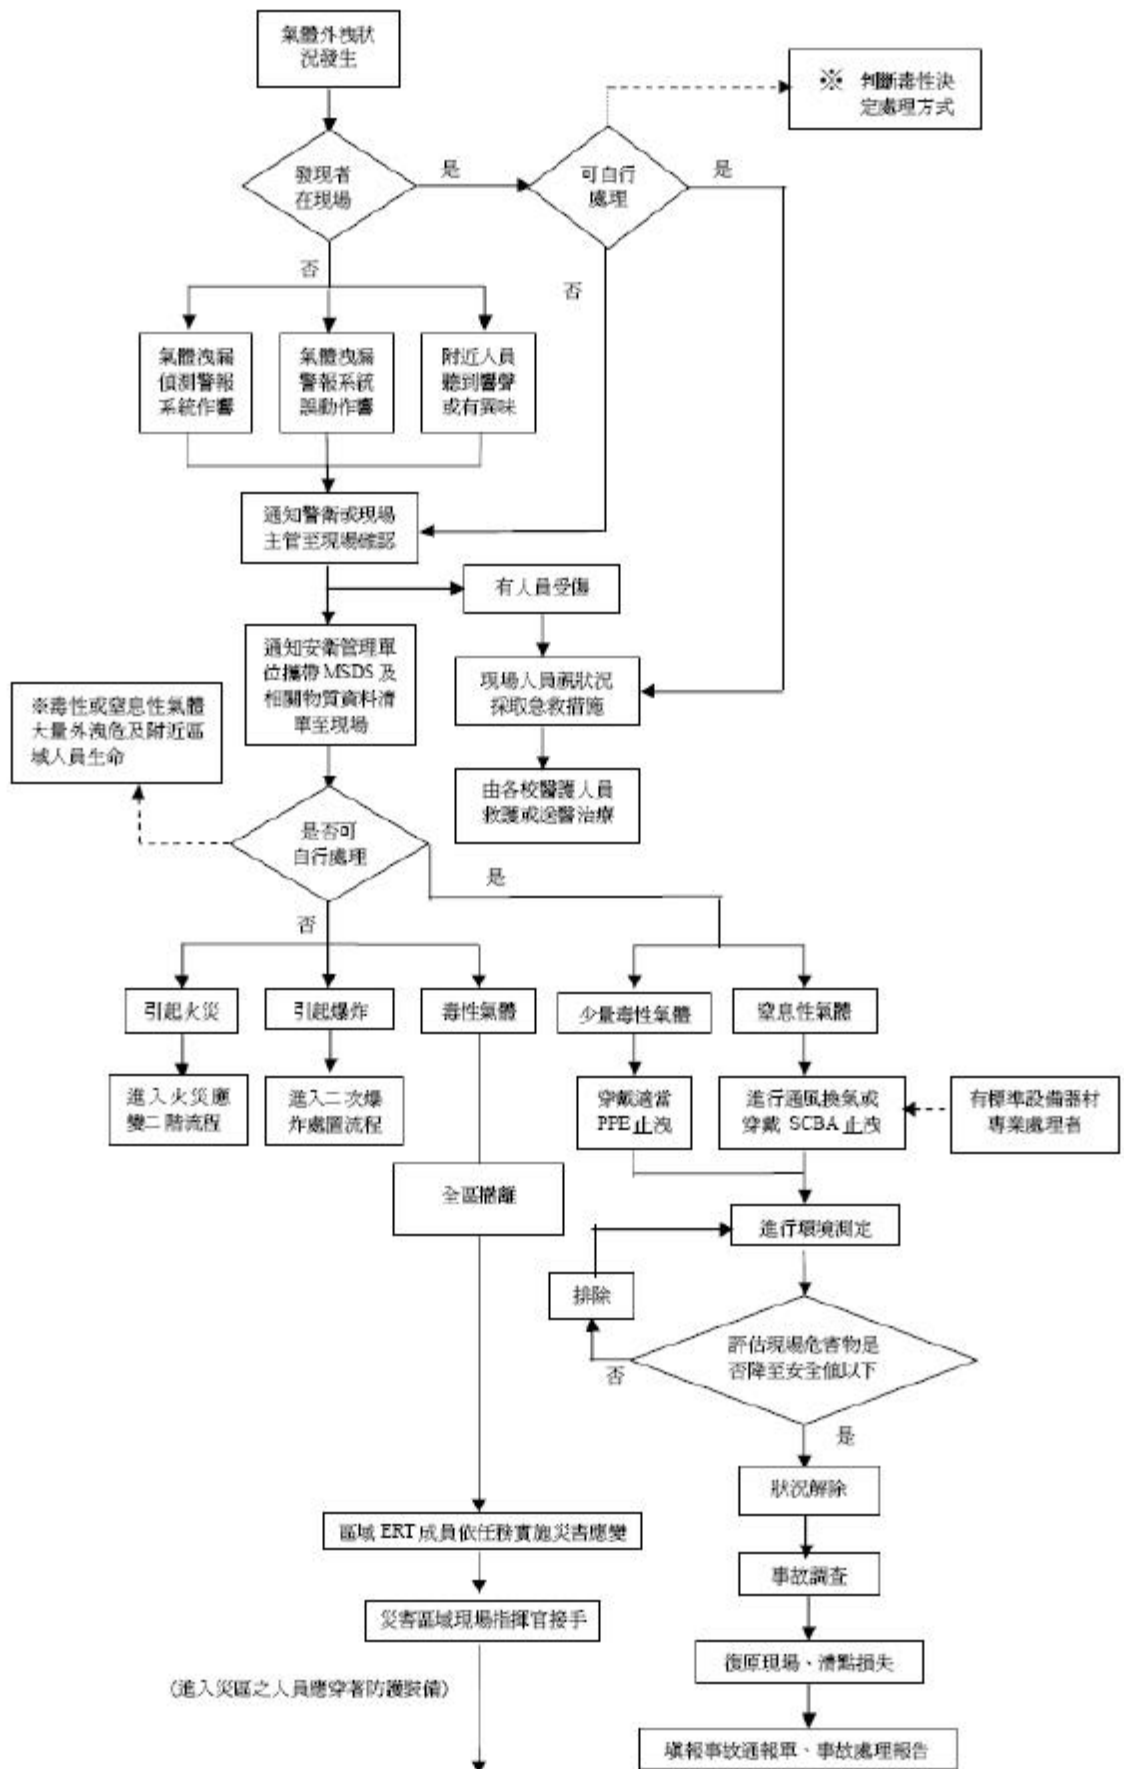 氣體外洩狀
況發生
※ 判斷毒性決
定處理方式
發現者
在現場
是
可自行
處理
是
否
否
氣體洩漏
偵測警報
系統作響
氣體洩漏
警報系統
誤動作響
附近人員
聽到響聲
或有異味
通知警衛或現場
主管至現場確認
有人員受傷
通知安衛管理單
位攜帶 MSDS 及
相關物質資料清
單至現場
現場人員視狀況
採取急救措施
※毒性或窒息性氣體
大量外洩危及附近區
域人員生命
由各校醫護人員
救護或送醫治療
是否可
自行處理
是
否
引起火災
引起爆炸
毒性氣體
少量毒性氣體
窒息性氣體
進入火災應
變二階流程
進入二次爆
炸處置流程
穿戴適當
PPE 止洩
進行通風換氣或
穿戴 SCBA 止洩
有標準設備器材
專業處理者
全區撤離
進行環境測定
排除
評估現場危害物是
否降至安全值以下
否
是
狀況解除
區域 ERT 成員依任務實施災害應變
事故調查
災害區域現場指揮官接手
復原現場、清點損失
(進入災區之人員應穿著防護裝備)
填報事故通報單、事故處理報告